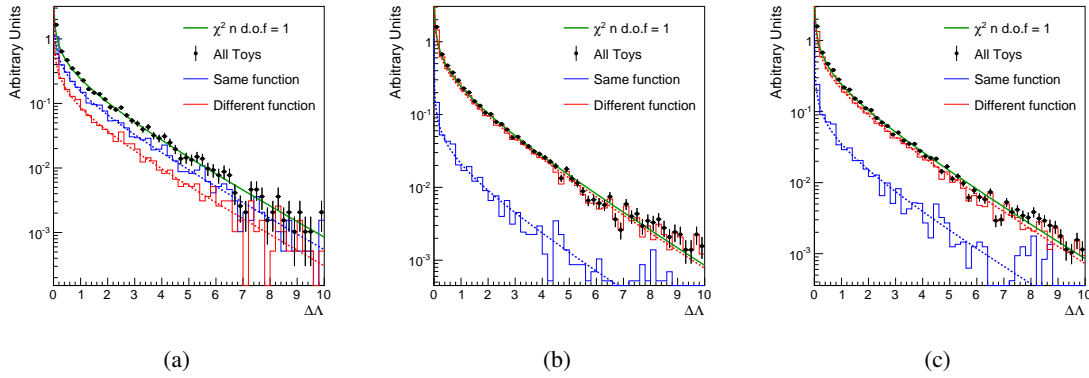 Arbitrary Units
1
10⁻¹
10⁻²
10⁻³
χ² n d.o.f = 1
All Toys
Same function
Different function
0 1 2 3 4 5 6 7 8 9 10
ΔΛ
(a)
Arbitrary Units
1
10⁻¹
10⁻²
10⁻³
χ² n d.o.f = 1
All Toys
Same function
Different function
0 1 2 3 4 5 6 7 8 9 10
ΔΛ
(b)
Arbitrary Units
1
10⁻¹
10⁻²
10⁻³
χ² n d.o.f = 1
All Toys
Same function
Different function
0 1 2 3 4 5 6 7 8 9 10
ΔΛ
(c)